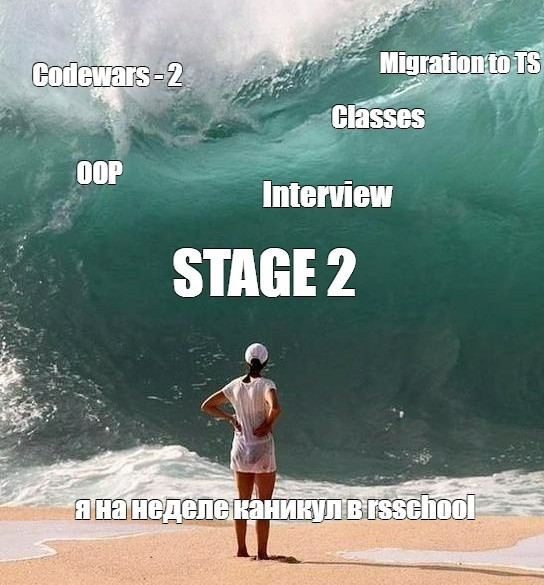 Codewars - 2
Migration to TS
Classes
OOP
Interview
STAGE 2
я на неделе каникул в rsschool